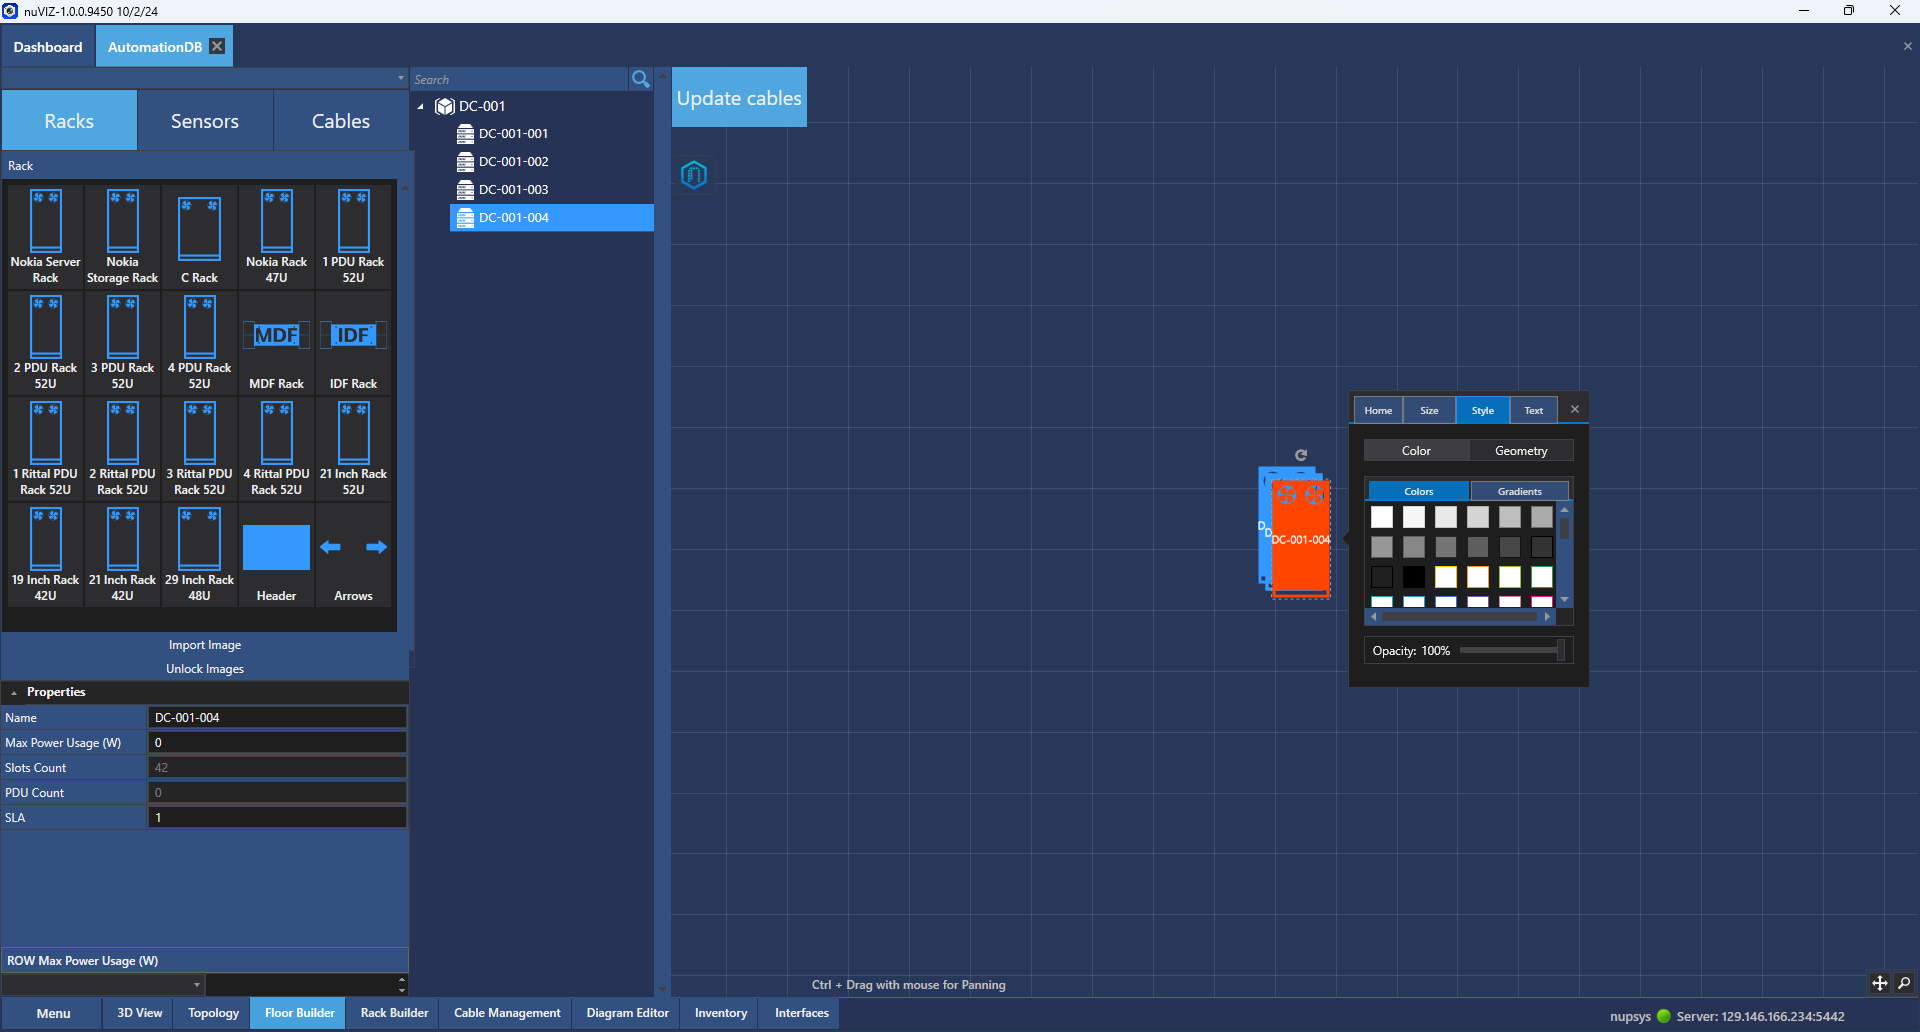 nuVIZ-1.0.0.9450 10/2/24
Dashboard
AutomationDB
Search
Racks
Sensors
Cables
Rack
Nokia Server
Rack
Nokia
Storage Rack
C Rack
Nokia Rack
47U
1 PDU Rack
52U
2 PDU Rack
52U
3 PDU Rack
52U
4 PDU Rack
52U
MDF
MDF Rack
IDF
IDF Rack
1 Rittal PDU
Rack 52U
2 Rittal PDU
Rack 52U
3 Rittal PDU
Rack 52U
4 Rittal PDU
Rack 52U
21 Inch Rack
52U
19 Inch Rack
42U
21 Inch Rack
42U
29 Inch Rack
48U
Header
Arrows
Import Image
Unlock Images
Properties
Name
DC-001-004
Max Power Usage (W)
0
Slots Count
42
PDU Count
0
SLA
1
ROW Max Power Usage (W)
DC-001
DC-001-001
DC-001-002
DC-001-003
DC-001-004
Update cables
D
D
DC-001-004
Home
Size
Style
Text
Color
Geometry
Colors
Gradients
Opacity: 100%
Ctrl + Drag with mouse for Panning
Menu
3D View
Topology
Floor Builder
Rack Builder
Cable Management
Diagram Editor
Inventory
Interfaces
nupsys
Server: 129.146.166.234:5442